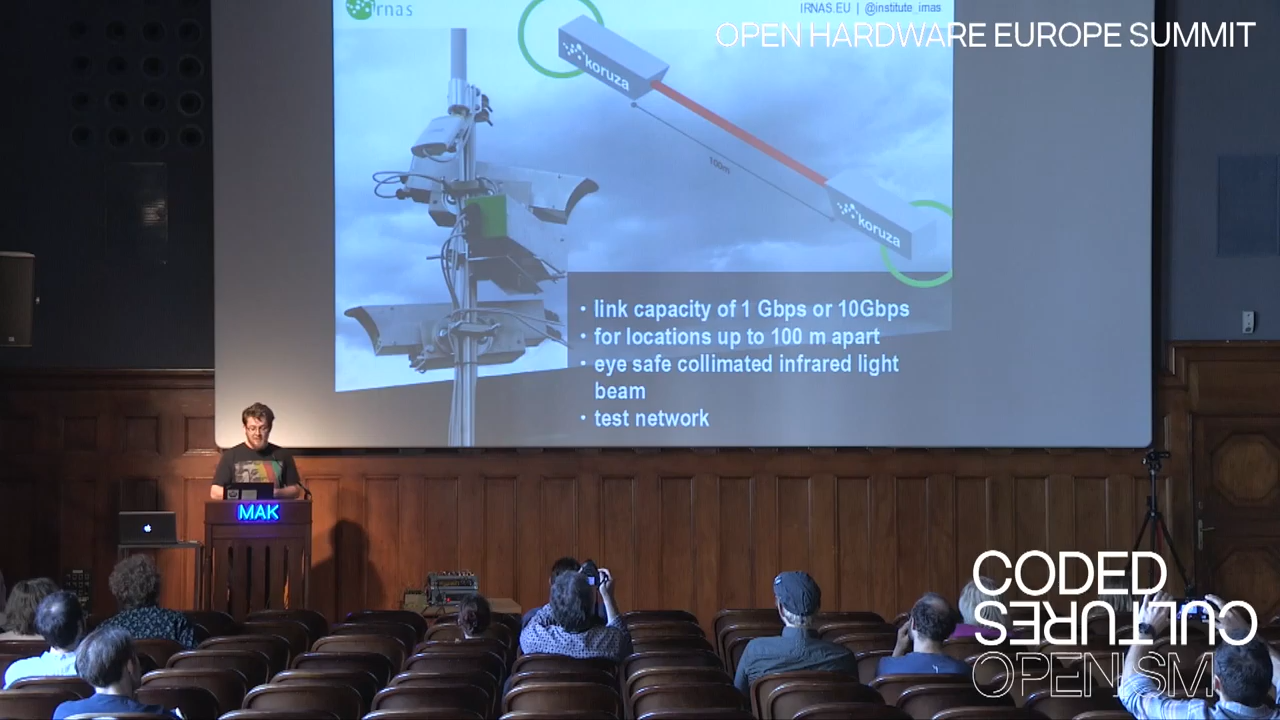 irnas
IRNAS.EU | @institute_irnas
OPEN HARDWARE EUROPE SUMMIT
koruza
100m
koruza
• link capacity of 1 Gbps or 10Gbps
• for locations up to 100 m apart
• eye safe collimated infrared light
beam
• test network
MAK
CODED
CULTURES
OPENISM